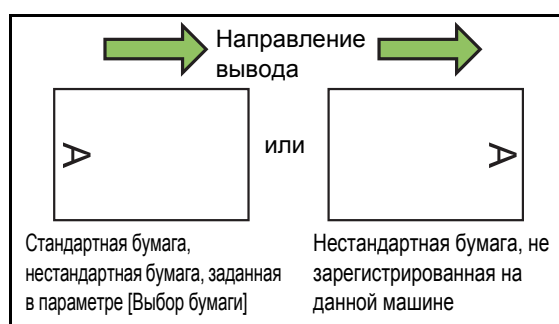 Направление
вывода
A
или
A
Стандартная бумага,
нестандартная бумага, заданная
в параметре [Выбор бумаги]
Нестандартная бумага, не
зарегистрированная на
данной машине